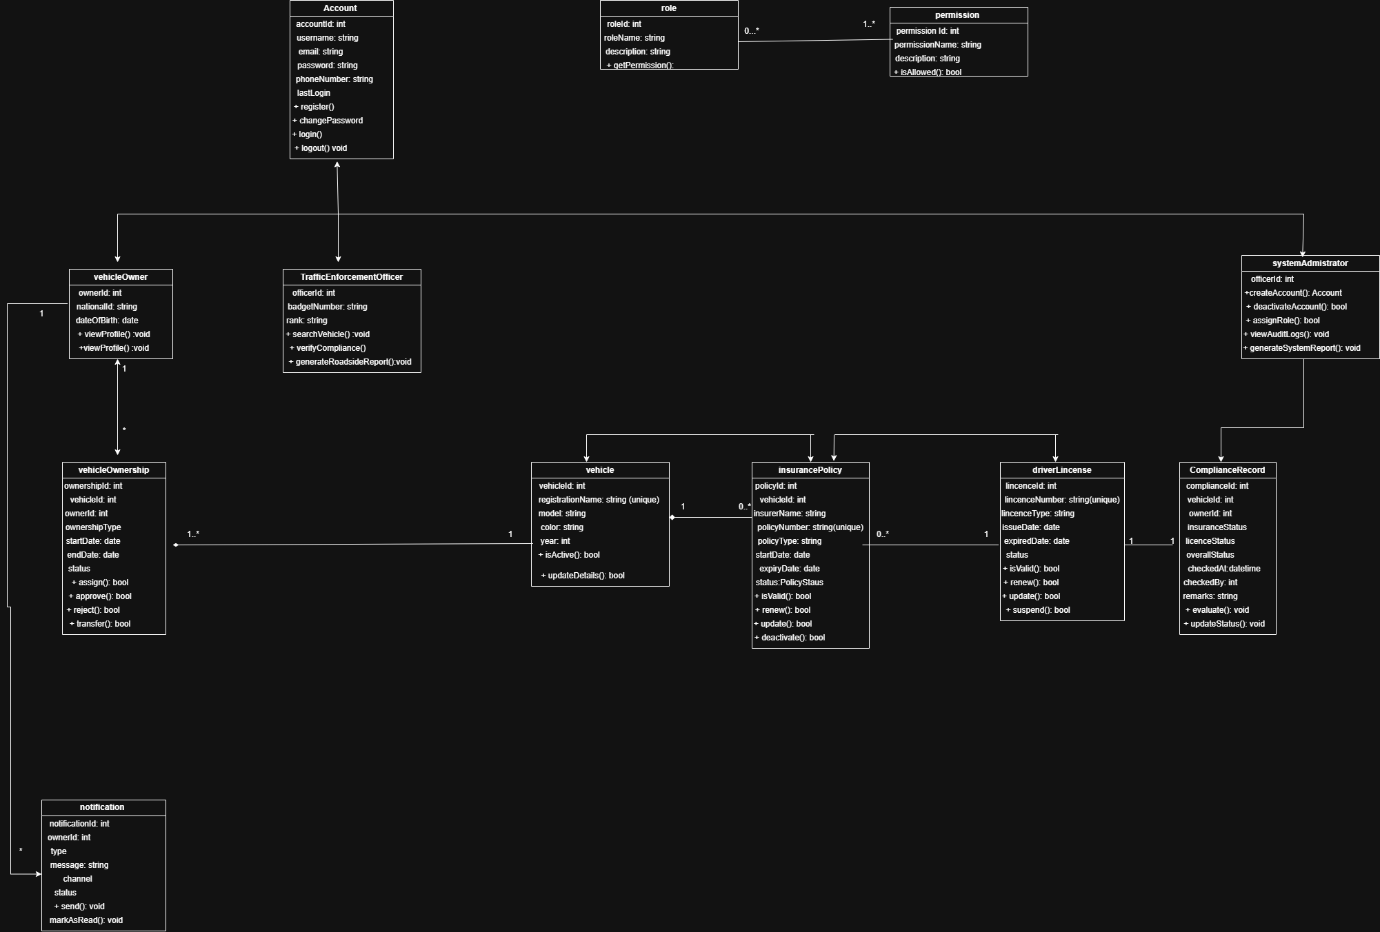 Account
accountId: int
username: string
email: string
password: string
phoneNumber: string
lastLogin
+ register()
+ changePassword
+ login()
+ logout() void
role
roleId: int
roleName: string
description: string
+ getPermission():
0...*
1..*
permission
permission Id: int
permissionName: string
description: string
+ isAllowed(): bool
vehicleOwner
ownerId: int
nationalId: string
dateOfBirth: date
+ viewProfile() :void
+viewProfile() :void
1
1
*
TrafficEnforcementOfficer
officerId: int
badgetNumber: string
rank: string
+ searchVehicle() :void
+ verifyCompliance()
+ generateRoadsideReport():void
systemAdmistrator
officerId: int
+createAccount(): Account
+ deactivateAccount(): bool
+ assignRole(): bool
+ viewAuditLogs(): void
+ generateSystemReport(): void
vehicleOwnership
ownershipId: int
vehicleId: int
ownerId: int
ownershipType
startDate: date
endDate: date
status
+ assign(): bool
+ approve(): bool
+ reject(): bool
+ transfer(): bool
1..*
1
vehicle
vehicleId: int
registrationName: string (unique)
model: string
color: string
year: int
+ isActive(): bool
+ updateDetails(): bool
1
0..*
insurancePolicy
policyId: int
vehicleId: int
insurerName: string
policyNumber: string(unique)
policyType: string
startDate: date
expiryDate: date
status:PolicyStaus
+ isValid(): bool
+ renew(): bool
+ update(): bool
+ deactivate(): bool
0..*
1
driverLincense
lincenceId: int
lincenceNumber: string(unique)
lincenceType: string
issueDate: date
expiredDate: date
status
+ isValid(): bool
+ renew(): bool
+ update(): bool
+ suspend(): bool
1
1
ComplianceRecord
complianceId: int
vehicleId: int
ownerId: int
insuranceStatus
licenceStatus
overallStatus
checkedAt:datetime
checkedBy: int
remarks: string
+ evaluate(): void
+ updateStatus(): void
notification
notificationId: int
ownerId: int
type
message: string
channel
status
+ send(): void
markAsRead(): void
*